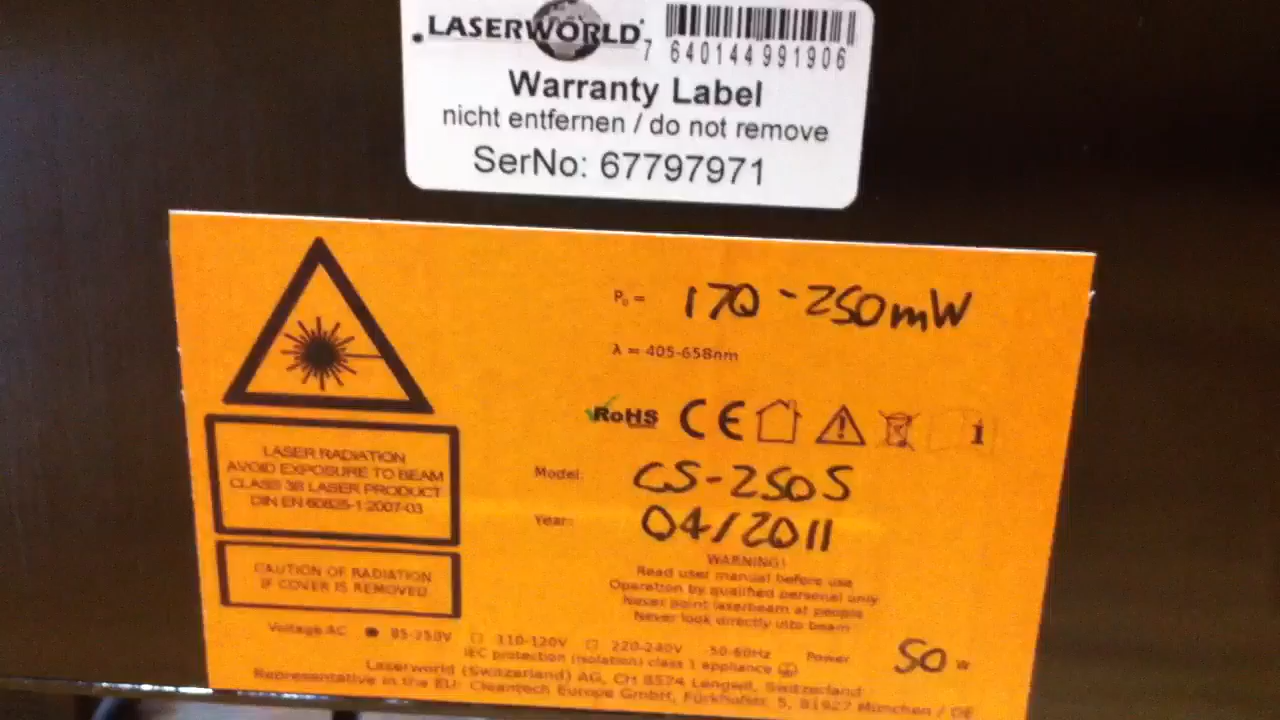 LASERWORLD
7 640144 991906
Warranty Label
nicht entfernen / do not remove
SerNo: 67797971
P₀ = 170 - 250mW
λ = 405-658nm
RoHS CE
Model: CS-250S
Year: 04/2011
LASER RADIATION
AVOID EXPOSURE TO BEAM
CLASS 3B LASER PRODUCT
DIN EN 60825-1:2007-03
CAUTION OF RADIATION
IF COVER IS REMOVED
WARNING!
Read user manual before use
Operation by qualified personal only
Never point laserbeam at people
Never look directly into beam
Voltage AC 85-250V 110-120V 220-240V 50-60Hz Power 50 W
IEC protection (isolation) class 1 appliance
Laserworld (Switzerland) AG, CH 8574 Lengwil, Switzerland
Representative in the EU: Cleantech Europe GmbH, Fürkhofstr. 5, 81927 München / DE